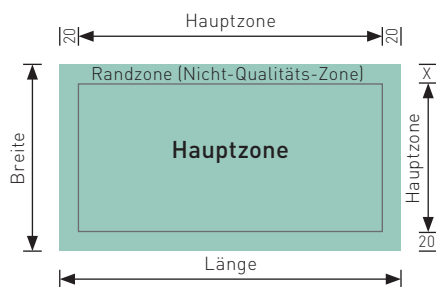 Hauptzone
20
20
Randzone (Nicht-Qualitäts-Zone)
X
Hauptzone
Breite
Hauptzone
20
Länge